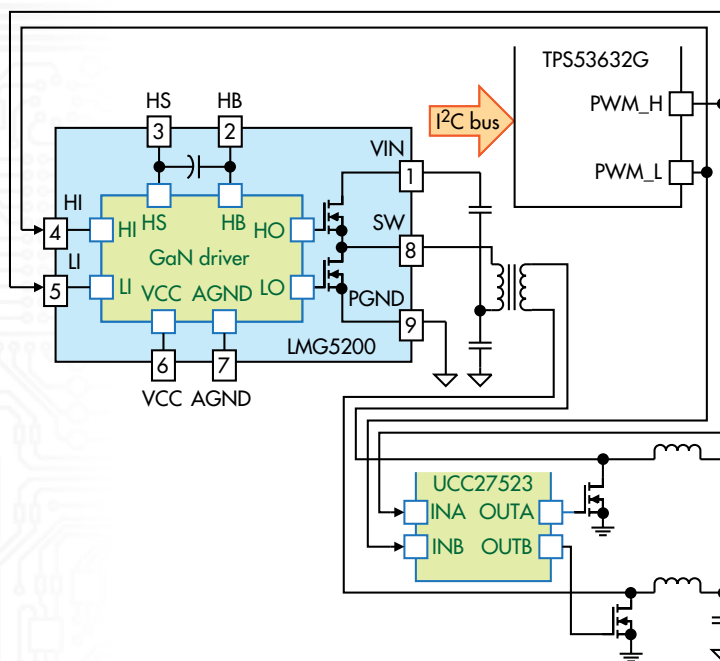 TPS53632G
I²C bus
PWM_H
PWM_L
HS HB
3 2
VIN
1
HS HB
HI
4
HI
HO
SW
8
GaN driver
LI
5
LI
LO
VCC AGND
PGND
9
LMG5200
6 7
VCC AGND
UCC27523
INA OUTA
INB OUTB